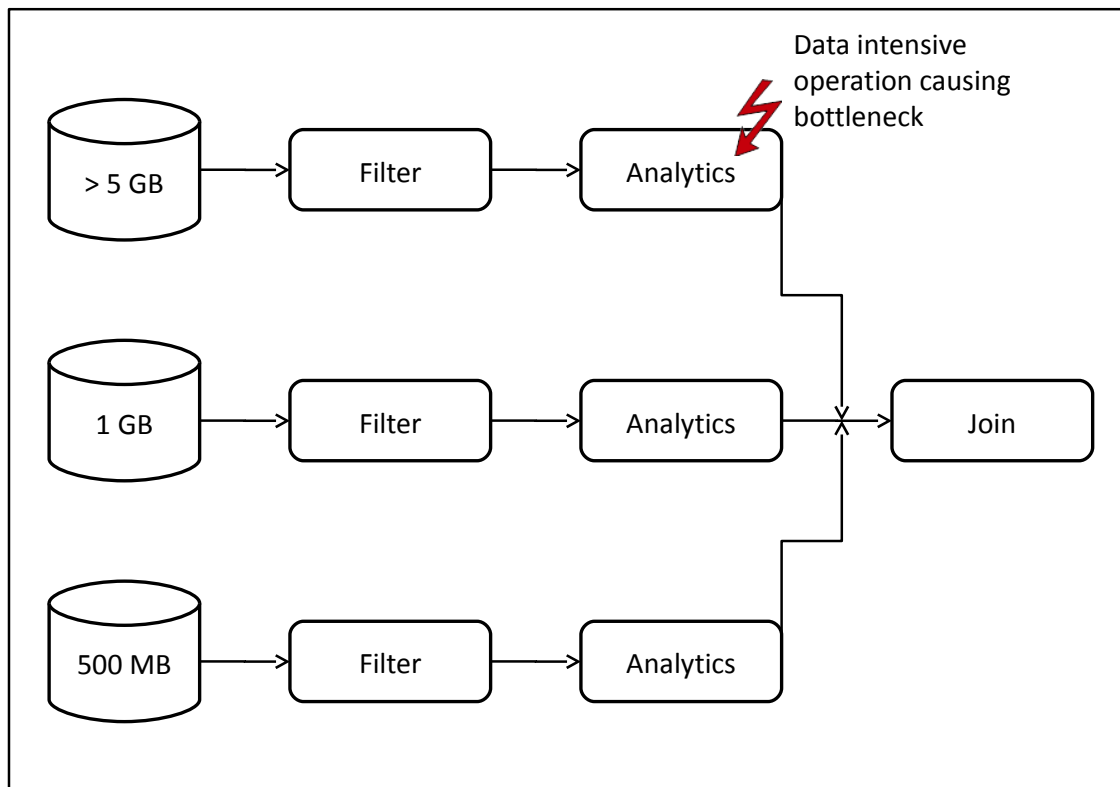 Data intensive
operation causing
bottleneck
> 5 GB
Filter
Analytics
1 GB
Filter
Analytics
Join
500 MB
Filter
Analytics